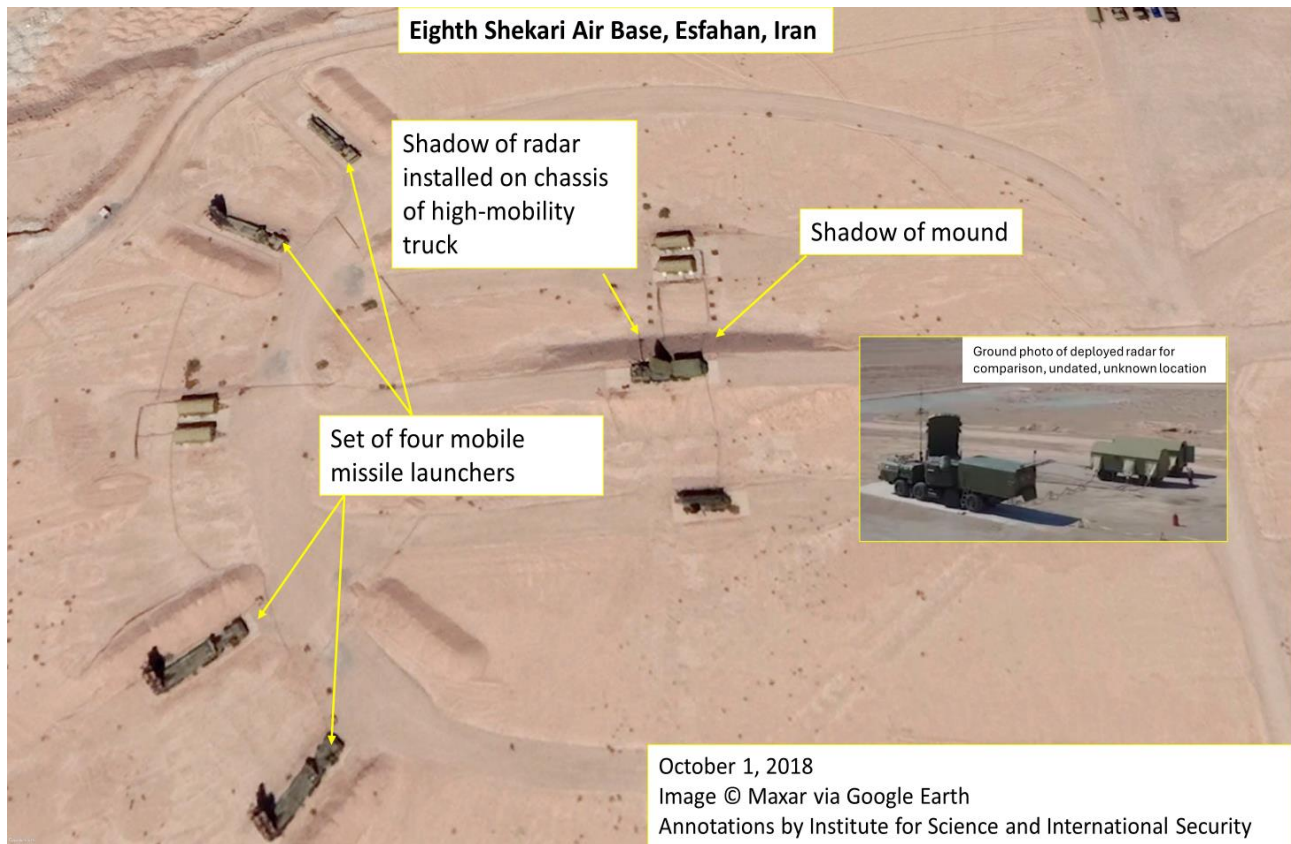 Eighth Shekari Air Base, Esfahan, Iran
Shadow of radar
installed on chassis
of high-mobility
truck
Shadow of mound
Ground photo of deployed radar for
comparison, undated, unknown location
Set of four mobile
missile launchers
October 1, 2018
Image © Maxar via Google Earth
Annotations by Institute for Science and International Security